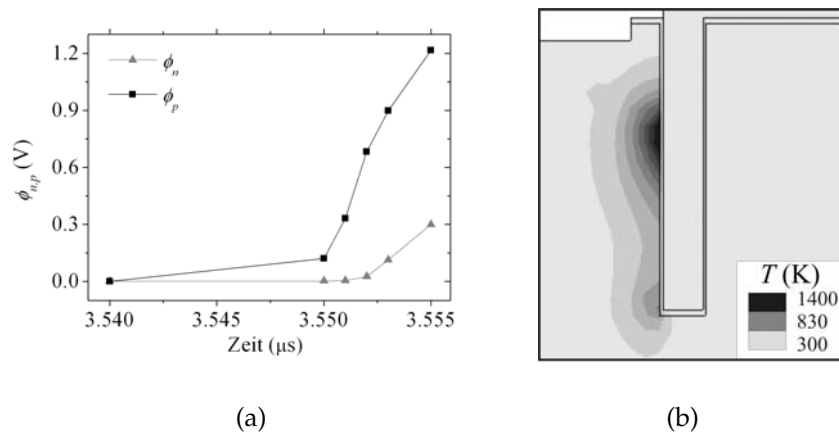 1.2
0.9
0.6
0.3
0.0
ϕn,p (V)
ϕn
ϕp
3.540 3.545 3.550 3.555
Zeit (µs)
T (K)
1400
830
300
(a) (b)